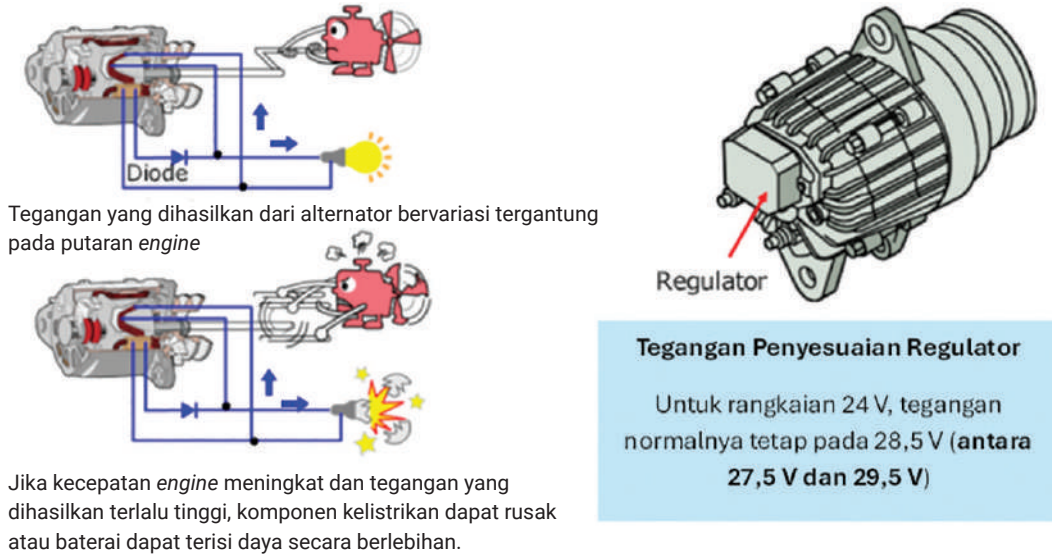 Diode
Tegangan yang dihasilkan dari alternator bervariasi tergantung
pada putaran engine
Jika kecepatan engine meningkat dan tegangan yang
dihasilkan terlalu tinggi, komponen kelistrikan dapat rusak
atau baterai dapat terisi daya secara berlebihan.
Regulator
Tegangan Penyesuaian Regulator
Untuk rangkaian 24 V, tegangan
normalnya tetap pada 28,5 V (antara
27,5 V dan 29,5 V)